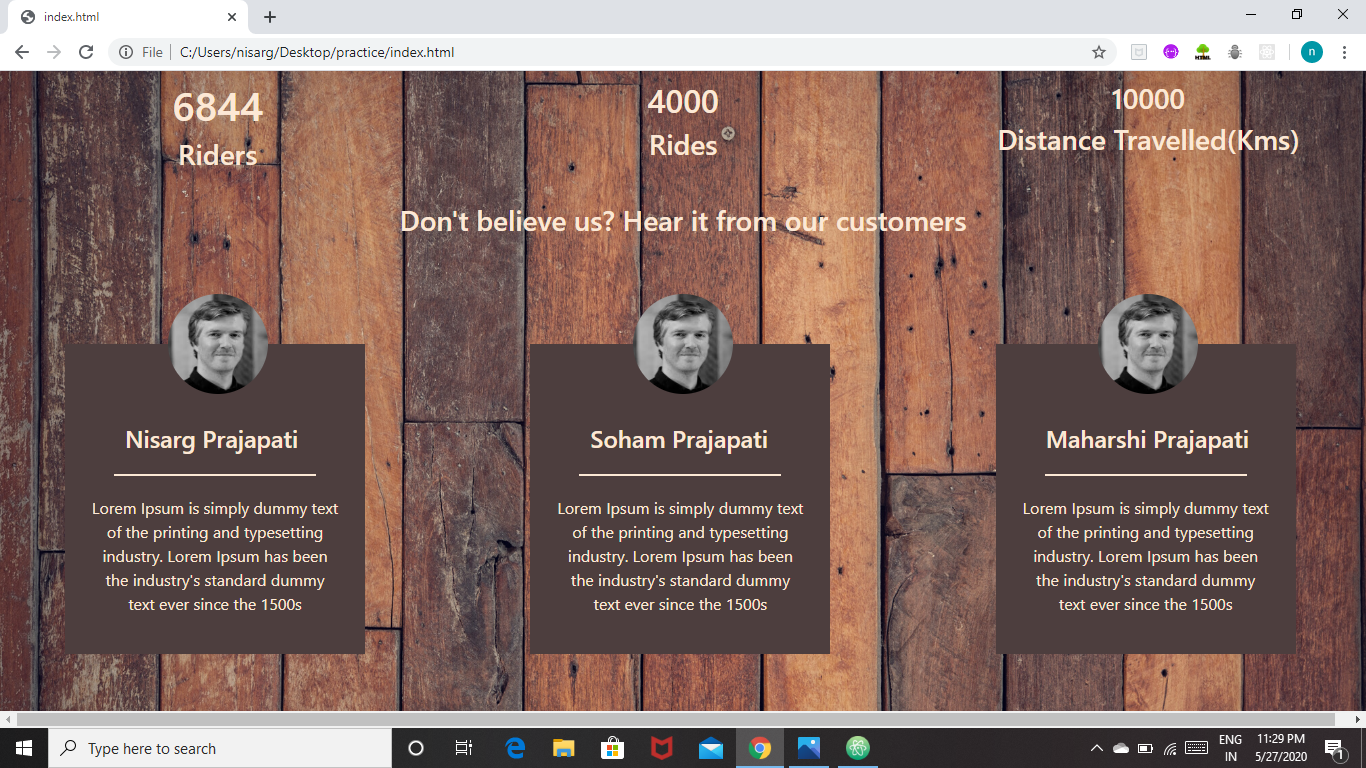 index.html
File
C:/Users/nisarg/Desktop/practice/index.html
n
6844
Riders
4000
Rides
10000
Distance Travelled(Kms)
Don't believe us? Hear it from our customers
Nisarg Prajapati
Lorem Ipsum is simply dummy text
of the printing and typesetting
industry. Lorem Ipsum has been
the industry's standard dummy
text ever since the 1500s
Soham Prajapati
Lorem Ipsum is simply dummy text
of the printing and typesetting
industry. Lorem Ipsum has been
the industry's standard dummy
text ever since the 1500s
Maharshi Prajapati
Lorem Ipsum is simply dummy text
of the printing and typesetting
industry. Lorem Ipsum has been
the industry's standard dummy
text ever since the 1500s
Type here to search
ENG
IN
11:29 PM
5/27/2020
1